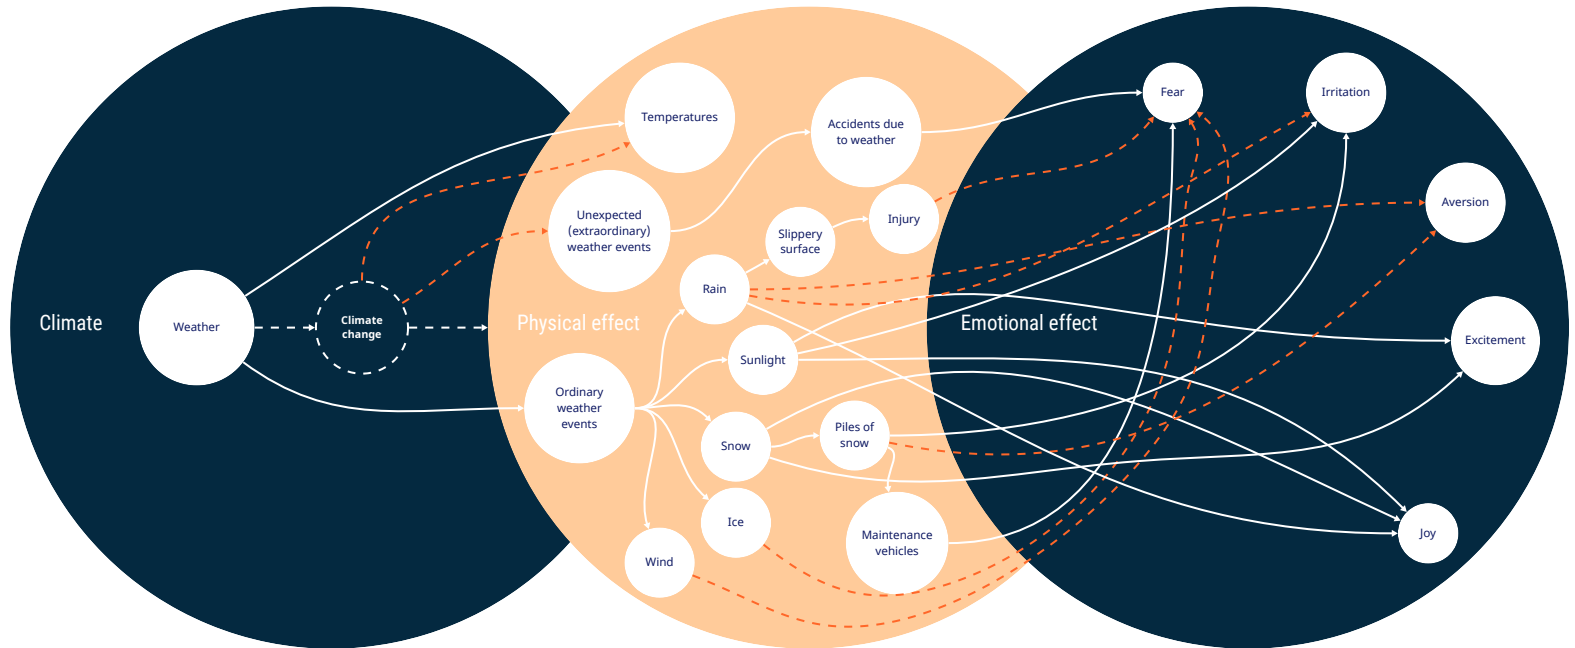 Climate
Weather
Climate
change
Physical effect
Temperatures
Unexpected
(extraordinary)
weather events
Ordinary
weather
events
Accidents due
to weather
Slippery
surface
Injury
Rain
Sunlight
Snow
Piles of
snow
Ice
Wind
Maintenance
vehicles
Emotional effect
Fear
Irritation
Aversion
Excitement
Joy